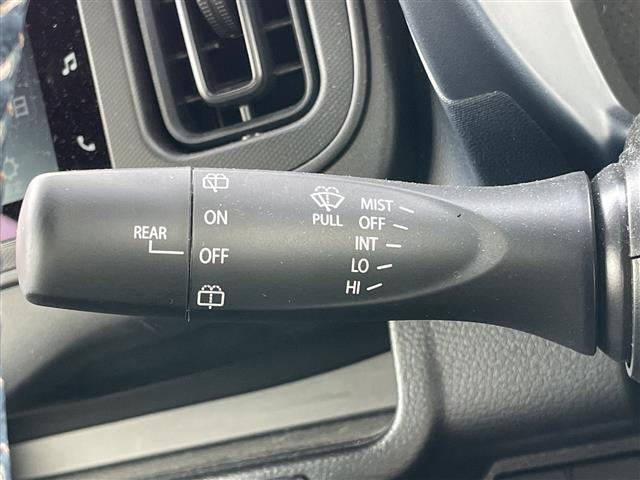 REAR
ON
OFF
PULL
MIST
OFF
INT
LO
HI